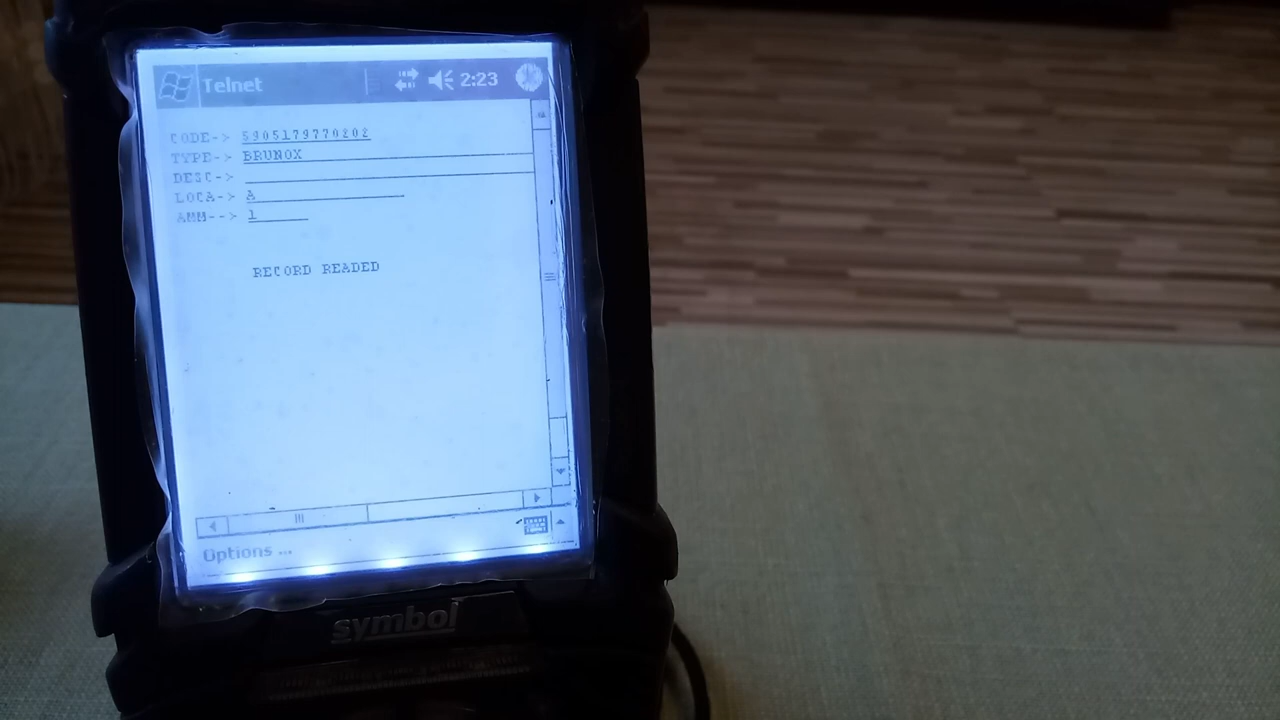 Telnet 2:23
CODE-> 5905179770202
TYPE-> BRUNOX
DESC->
LOCA-> A
AMM--> 1
RECORD READED
Options ...
symbol